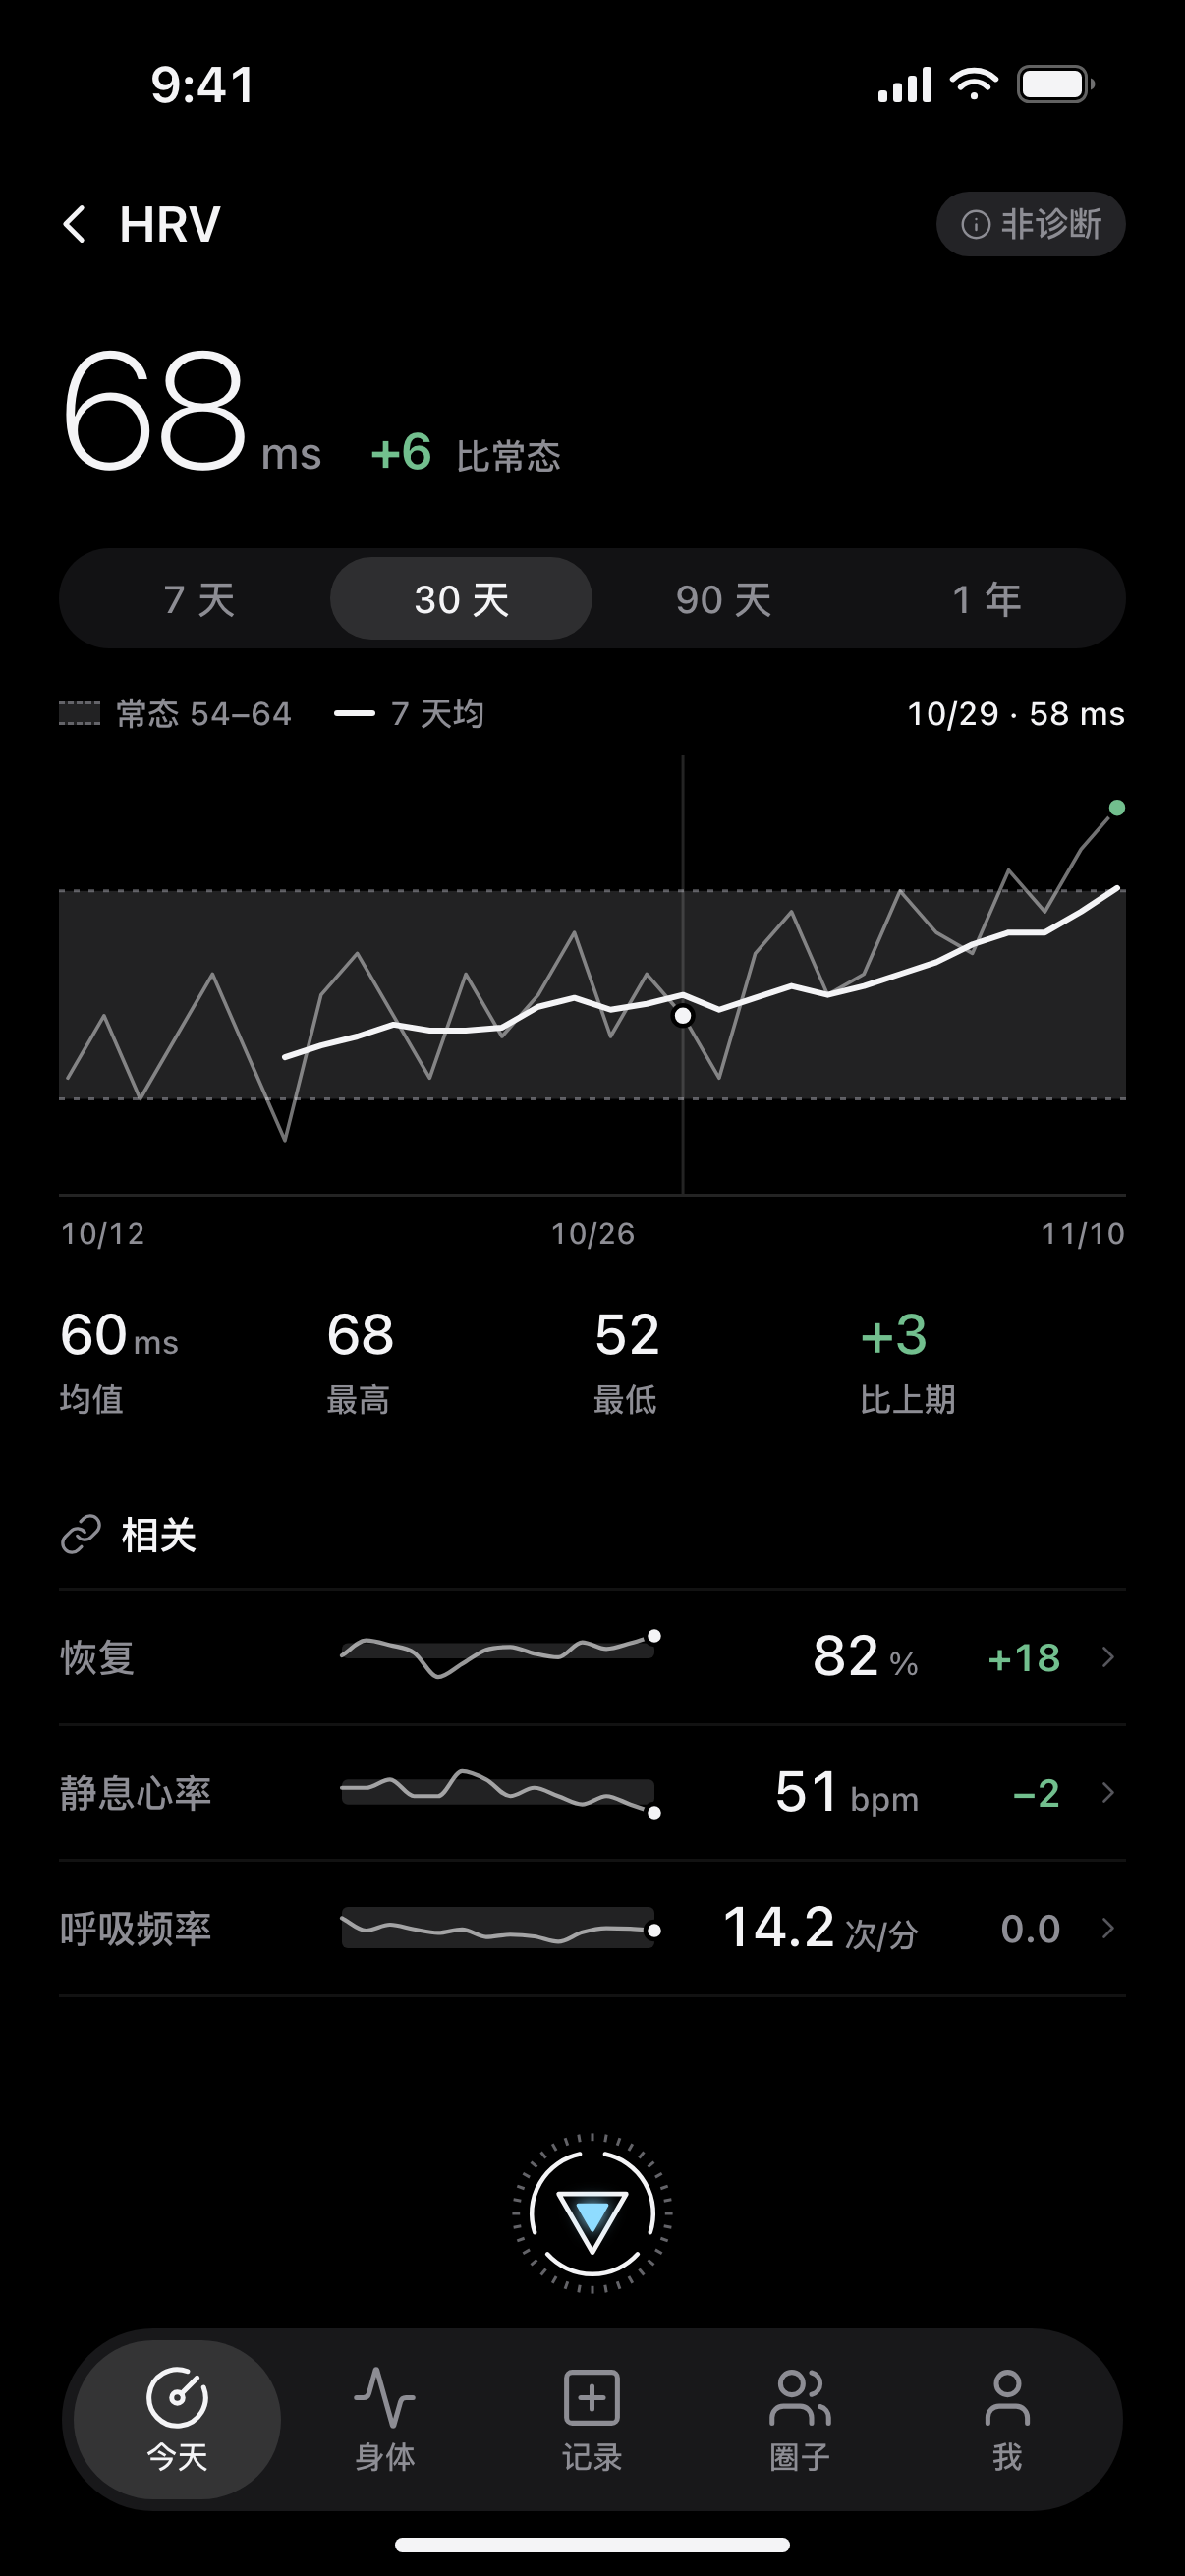 9:41
HRV
非诊断
68 ms +6 比常态
7 天 30 天 90 天 1 年
常态 54–64 7 天均 10/29 · 58 ms
10/12 10/26 11/10
60 ms 68 52 +3
均值 最高 最低 比上期
相关
恢复 82 % +18
静息心率 51 bpm −2
呼吸频率 14.2 次/分 0.0
今天 身体 记录 圈子 我